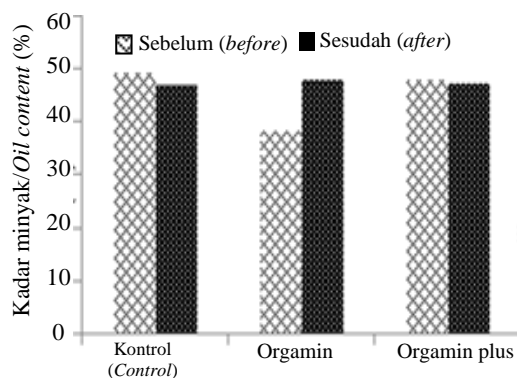 Kadar minyak/Oil content (%)
60
50
40
30
20
10
0
Sebelum (before) Sesudah (after)
Kontrol
(Control)
Orgamin
Orgamin plus